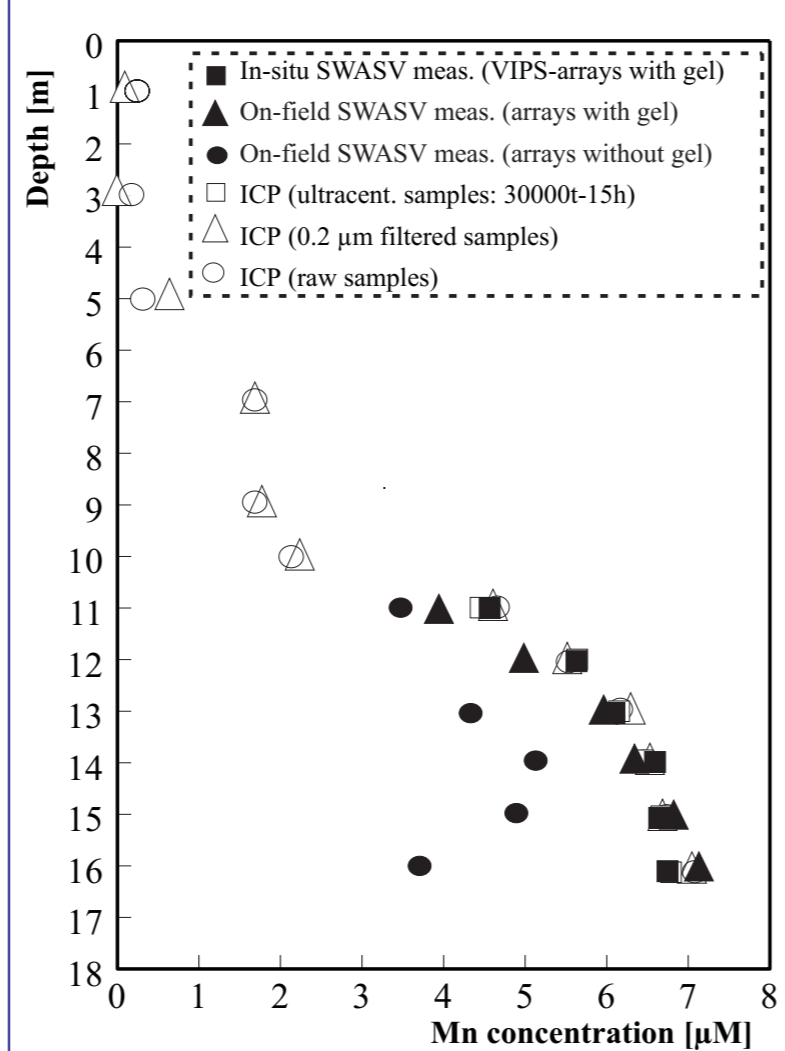 0
1
2
3
4
5
6
7
8
9
10
11
12
13
14
15
16
17
18
Depth [m]
In-situ SWASV meas. (VIPS-arrays with gel)
On-field SWASV meas. (arrays with gel)
On-field SWASV meas. (arrays without gel)
ICP (ultracent. samples: 30000t-15h)
ICP (0.2 µm filtered samples)
ICP (raw samples)
0 1 2 3 4 5 6 7 8
Mn concentration [µM]